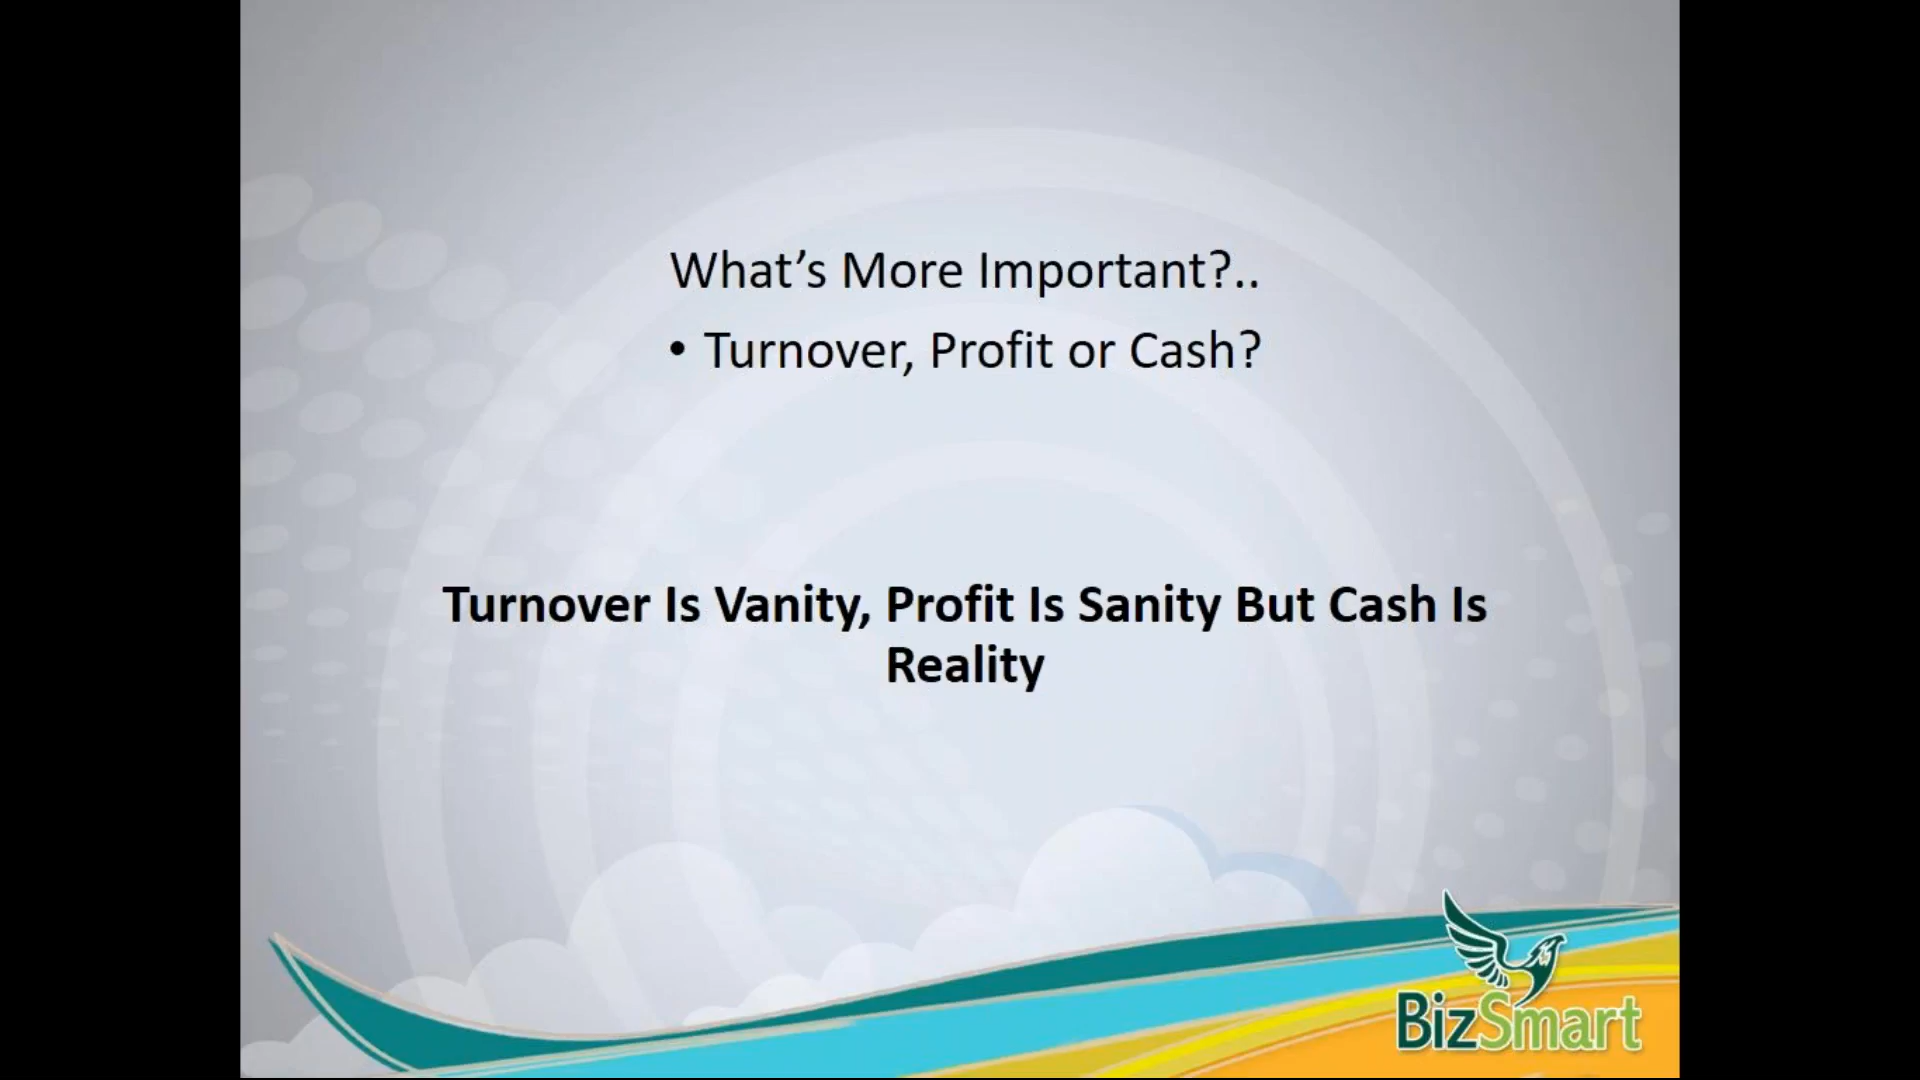 What’s More Important?..
• Turnover, Profit or Cash?
Turnover Is Vanity, Profit Is Sanity But Cash Is
Reality
BizSmart